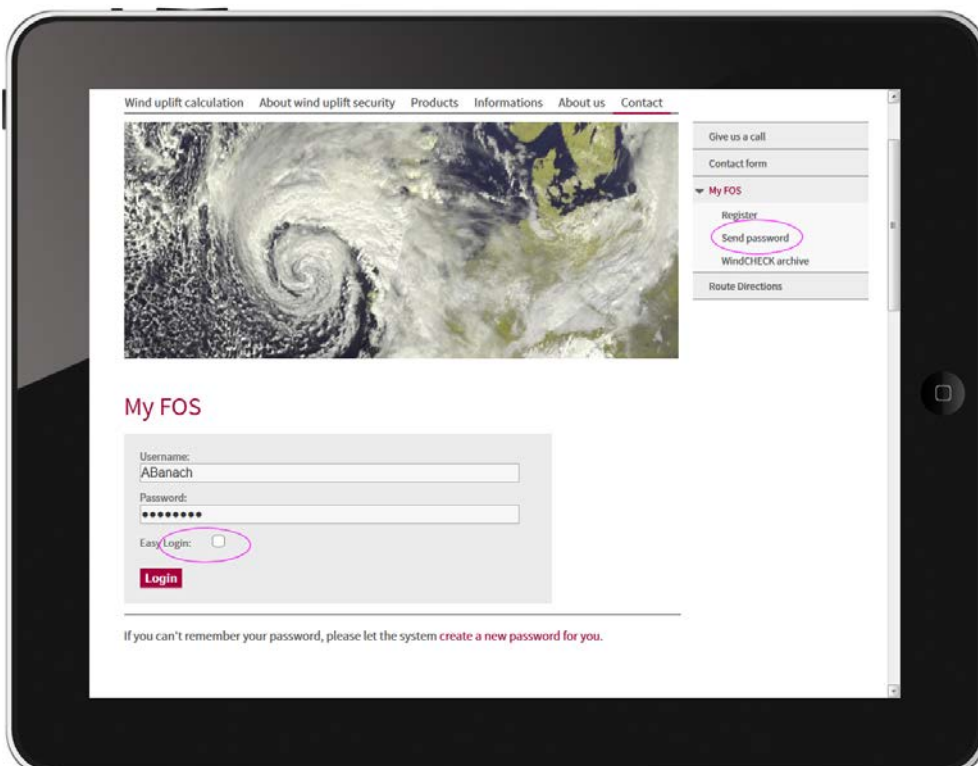 Wind uplift calculation About wind uplift security Products Informations About us Contact
Give us a call
Contact form
My FOS
Register
Send password
WindCHECK archive
Route Directions
My FOS
Username:
ABanach
Password:
••••••••
Easy Login:
Login
If you can't remember your password, please let the system create a new password for you.